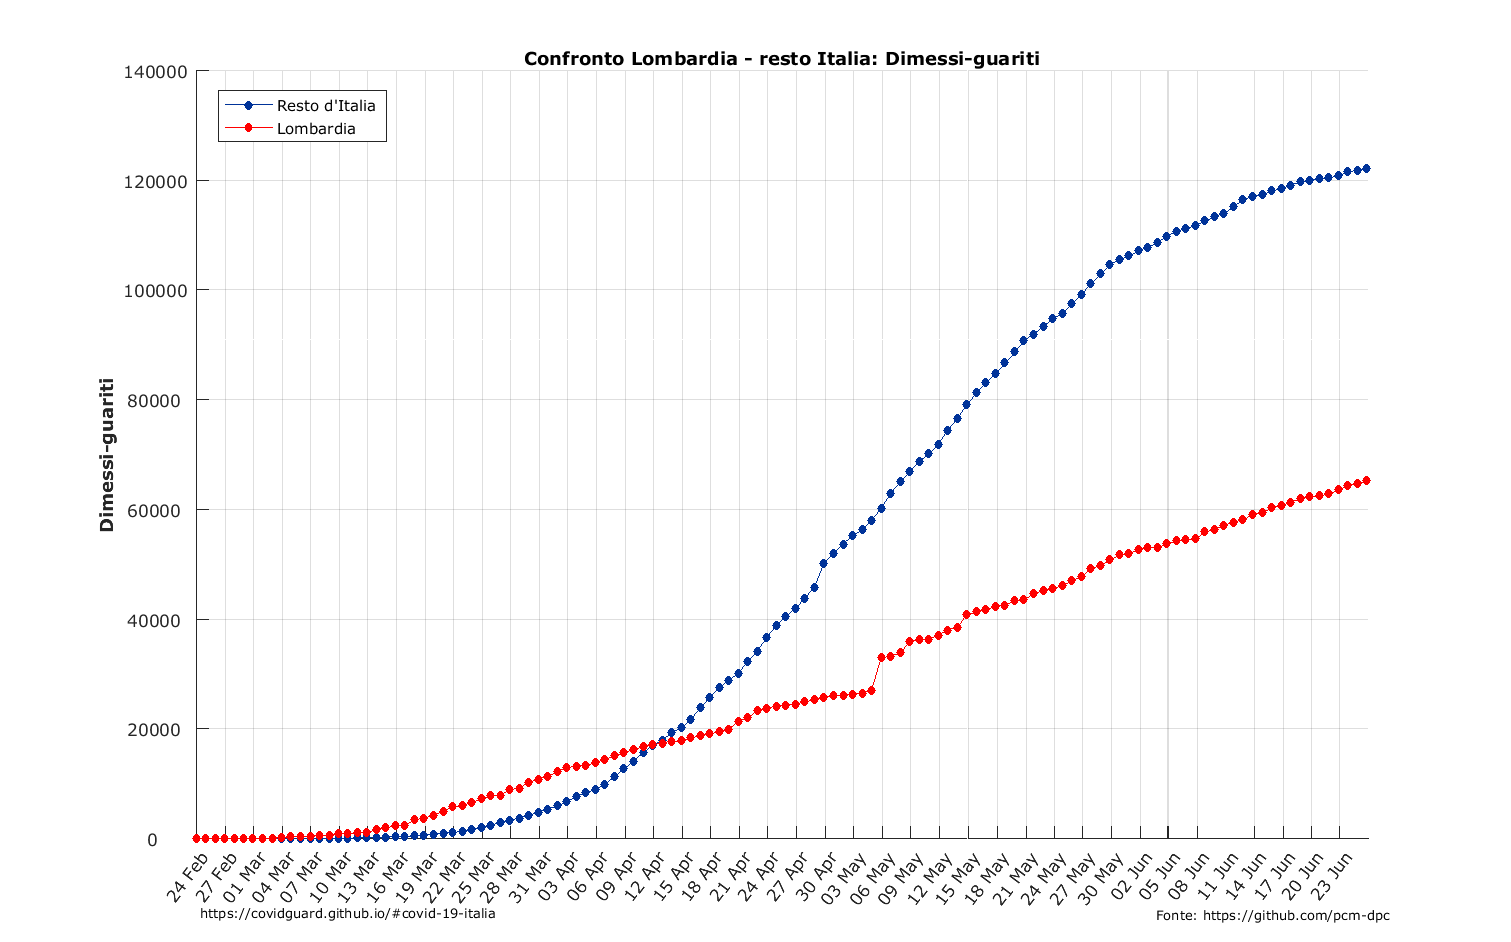 Confronto Lombardia - resto Italia: Dimessi-guariti
140000
120000
100000
80000
60000
40000
20000
0
Dimessi-guariti
Resto d'Italia
Lombardia
24 Feb
27 Feb
01 Mar
04 Mar
07 Mar
10 Mar
13 Mar
16 Mar
19 Mar
22 Mar
25 Mar
28 Mar
31 Mar
03 Apr
06 Apr
09 Apr
12 Apr
15 Apr
18 Apr
21 Apr
24 Apr
27 Apr
30 Apr
03 May
06 May
09 May
12 May
15 May
18 May
21 May
24 May
27 May
30 May
02 Jun
05 Jun
08 Jun
11 Jun
14 Jun
17 Jun
20 Jun
23 Jun
https://covidguard.github.io/#covid-19-italia
Fonte: https://github.com/pcm-dpc